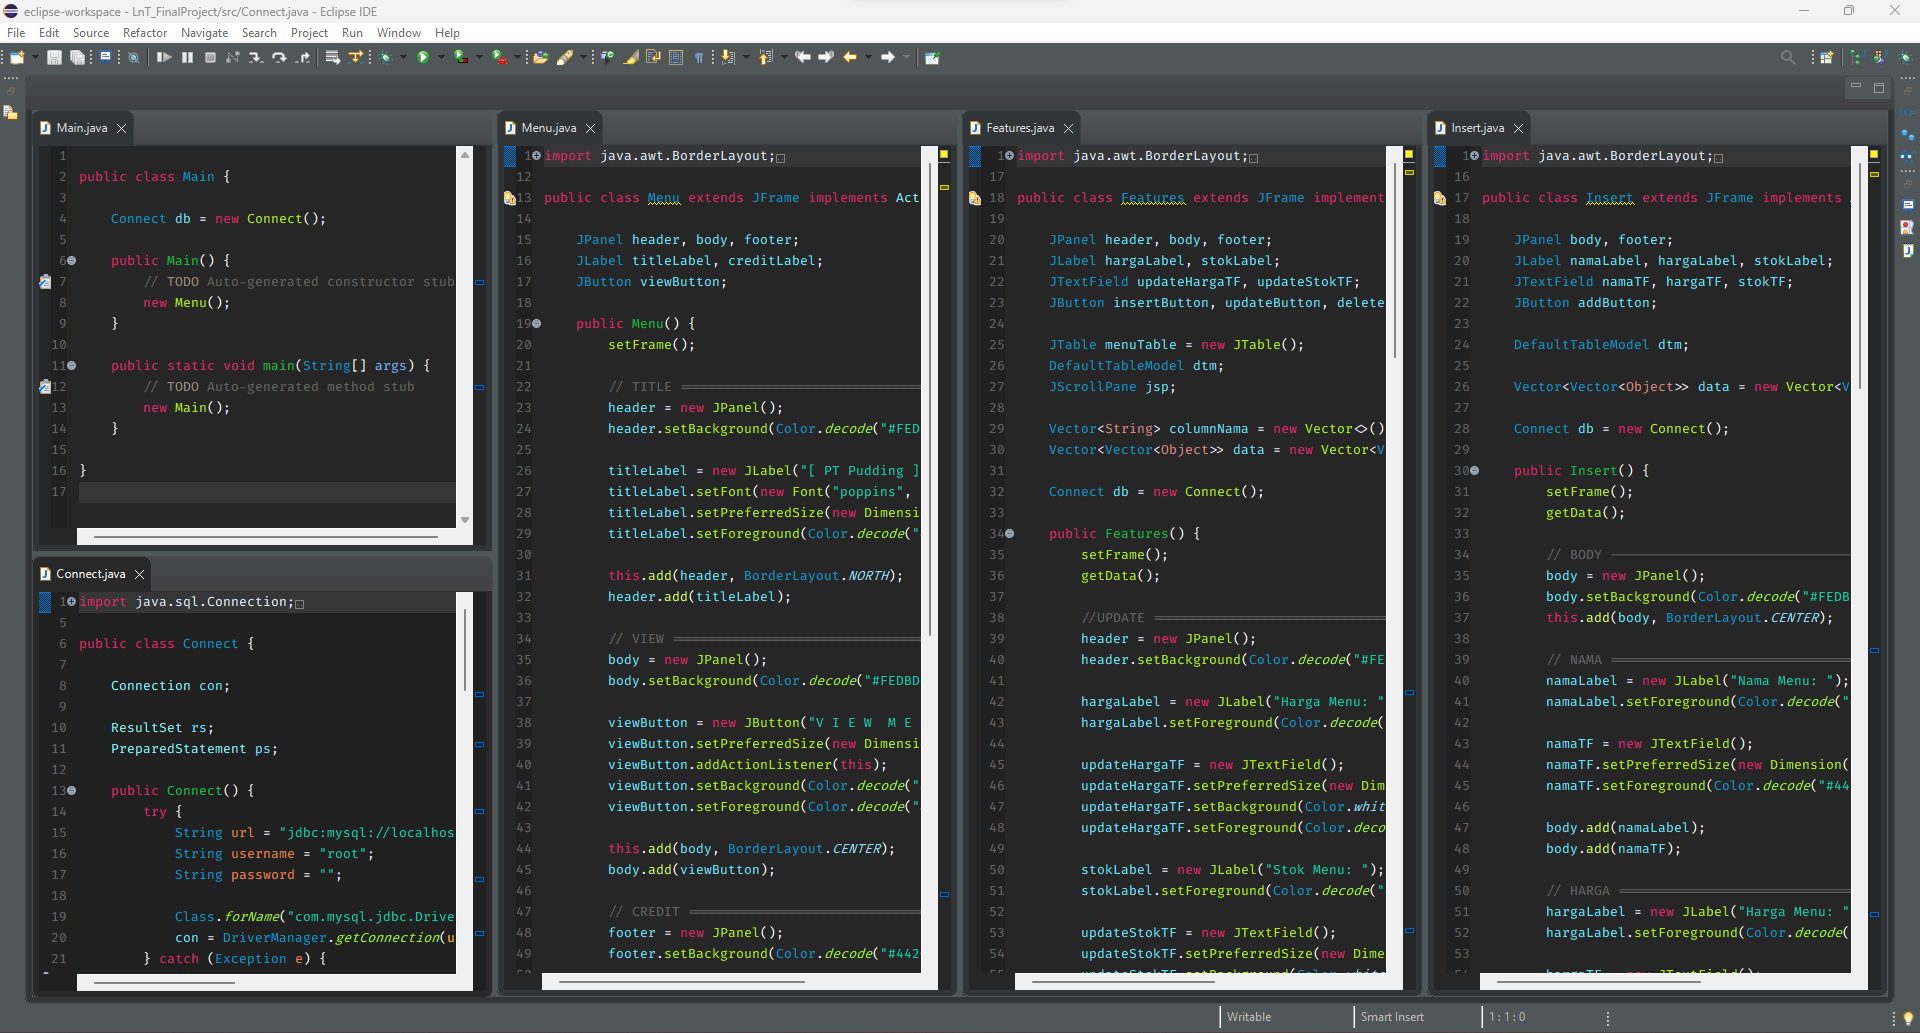 eclipse-workspace - LnT_FinalProject/src/Connect.java - Eclipse IDE
File Edit Source Refactor Navigate Search Project Run Window Help
Main.java
1
2 public class Main {
3
4 Connect db = new Connect();
5
6 public Main() {
7 // TODO Auto-generated constructor stub
8 new Menu();
9 }
10
11 public static void main(String[] args) {
12 // TODO Auto-generated method stub
13 new Main();
14 }
15
16 }
17
Connect.java
1 import java.sql.Connection;
5
6 public class Connect {
7
8 Connection con;
9
10 ResultSet rs;
11 PreparedStatement ps;
12
13 public Connect() {
14 try {
15 String url = "jdbc:mysql://localhos
16 String username = "root";
17 String password = "";
18
19 Class.forName("com.mysql.jdbc.Drive
20 con = DriverManager.getConnection(u
21 } catch (Exception e) {
Menu.java
1 import java.awt.BorderLayout;
12
13 public class Menu extends JFrame implements Act
14
15 JPanel header, body, footer;
16 JLabel titleLabel, creditLabel;
17 JButton viewButton;
18
19 public Menu() {
20 setFrame();
21
22 // TITLE
23 header = new JPanel();
24 header.setBackground(Color.decode("#FED
25
26 titleLabel = new JLabel("[ PT Pudding ]
27 titleLabel.setFont(new Font("poppins",
28 titleLabel.setPreferredSize(new Dimensi
29 titleLabel.setForeground(Color.decode("
30
31 this.add(header, BorderLayout.NORTH);
32 header.add(titleLabel);
33
34 // VIEW
35 body = new JPanel();
36 body.setBackground(Color.decode("#FEDBD
37
38 viewButton = new JButton("V I E W  M E
39 viewButton.setPreferredSize(new Dimensi
40 viewButton.addActionListener(this);
41 viewButton.setBackground(Color.decode("
42 viewButton.setForeground(Color.decode("
43
44 this.add(body, BorderLayout.CENTER);
45 body.add(viewButton);
46
47 // CREDIT
48 footer = new JPanel();
49 footer.setBackground(Color.decode("#442
Features.java
1 import java.awt.BorderLayout;
17
18 public class Features extends JFrame implement
19
20 JPanel header, body, footer;
21 JLabel hargaLabel, stokLabel;
22 JTextField updateHargaTF, updateStokTF;
23 JButton insertButton, updateButton, delete
24
25 JTable menuTable = new JTable();
26 DefaultTableModel dtm;
27 JScrollPane jsp;
28
29 Vector<String> columnNama = new Vector<>()
30 Vector<Vector<Object>> data = new Vector<V
31
32 Connect db = new Connect();
33
34 public Features() {
35 setFrame();
36 getData();
37
38 //UPDATE
39 header = new JPanel();
40 header.setBackground(Color.decode("#FE
41
42 hargaLabel = new JLabel("Harga Menu: "
43 hargaLabel.setForeground(Color.decode(
44
45 updateHargaTF = new JTextField();
46 updateHargaTF.setPreferredSize(new Dim
47 updateHargaTF.setBackground(Color.whit
48 updateHargaTF.setForeground(Color.deco
49
50 stokLabel = new JLabel("Stok Menu: ");
51 stokLabel.setForeground(Color.decode("
52
53 updateStokTF = new JTextField();
54 updateStokTF.setPreferredSize(new Dime
Insert.java
1 import java.awt.BorderLayout;
16
17 public class Insert extends JFrame implements
18
19 JPanel body, footer;
20 JLabel namaLabel, hargaLabel, stokLabel;
21 JTextField namaTF, hargaTF, stokTF;
22 JButton addButton;
23
24 DefaultTableModel dtm;
25
26 Vector<Vector<Object>> data = new Vector<V
27
28 Connect db = new Connect();
29
30 public Insert() {
31 setFrame();
32 getData();
33
34 // BODY
35 body = new JPanel();
36 body.setBackground(Color.decode("#FEDB
37 this.add(body, BorderLayout.CENTER);
38
39 // NAMA
40 namaLabel = new JLabel("Nama Menu: ");
41 namaLabel.setForeground(Color.decode("
42
43 namaTF = new JTextField();
44 namaTF.setPreferredSize(new Dimension(
45 namaTF.setForeground(Color.decode("#44
46
47 body.add(namaLabel);
48 body.add(namaTF);
49
50 // HARGA
51 hargaLabel = new JLabel("Harga Menu: "
52 hargaLabel.setForeground(Color.decode(
53
Writable Smart Insert 1 : 1 : 0